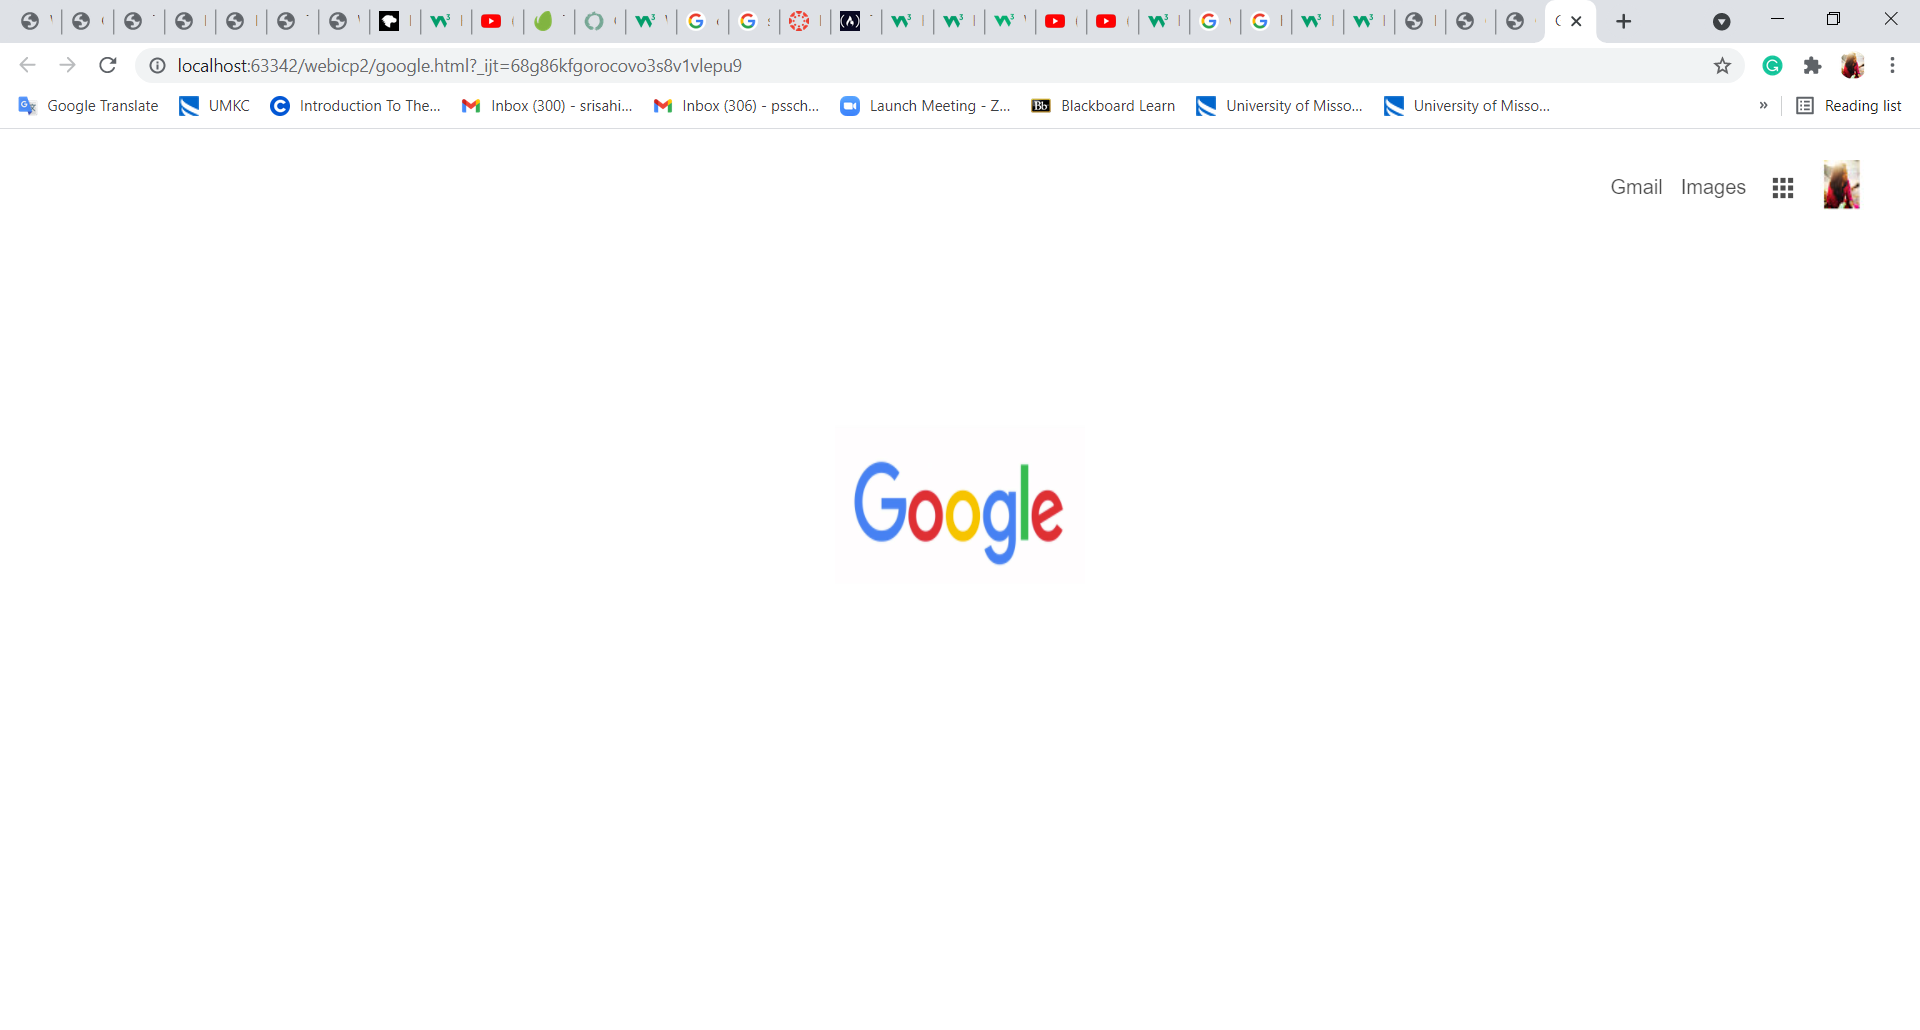 localhost:63342/webicp2/google.html?_ijt=68g86kfgorocovo3s8v1vlepu9
Google Translate UMKC Introduction To The... Inbox (300) - srisahi... Inbox (306) - pssch... Launch Meeting - Z... Bb Blackboard Learn University of Misso... University of Misso... » Reading list
Gmail Images
Google